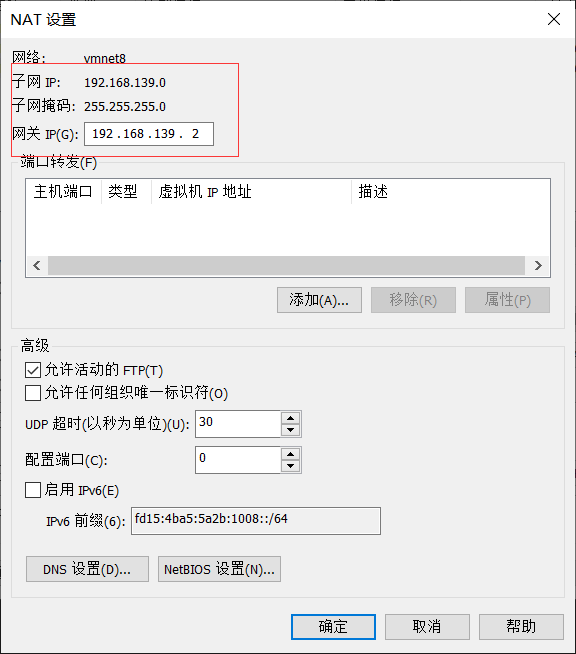 NAT 设置
网络: vmnet8
子网 IP: 192.168.139.0
子网掩码: 255.255.255.0
网关 IP(G): 192 . 168 . 139 . 2
端口转发(F)
主机端口 类型 虚拟机 IP 地址 描述
添加(A)... 移除(R) 属性(P)
高级
允许活动的 FTP(T)
允许任何组织唯一标识符(O)
UDP 超时(以秒为单位)(U): 30
配置端口(C): 0
启用 IPv6(E)
IPv6 前缀(6): fd15:4ba5:5a2b:1008::/64
DNS 设置(D)... NetBIOS 设置(N)...
确定 取消 帮助